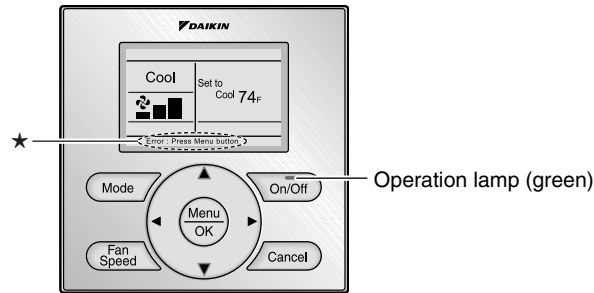 DAIKIN
Cool
Set to
Cool 74F
Error : Press Menu button
★
Mode
On/Off
Operation lamp (green)
Menu
OK
Fan
Speed
Cancel